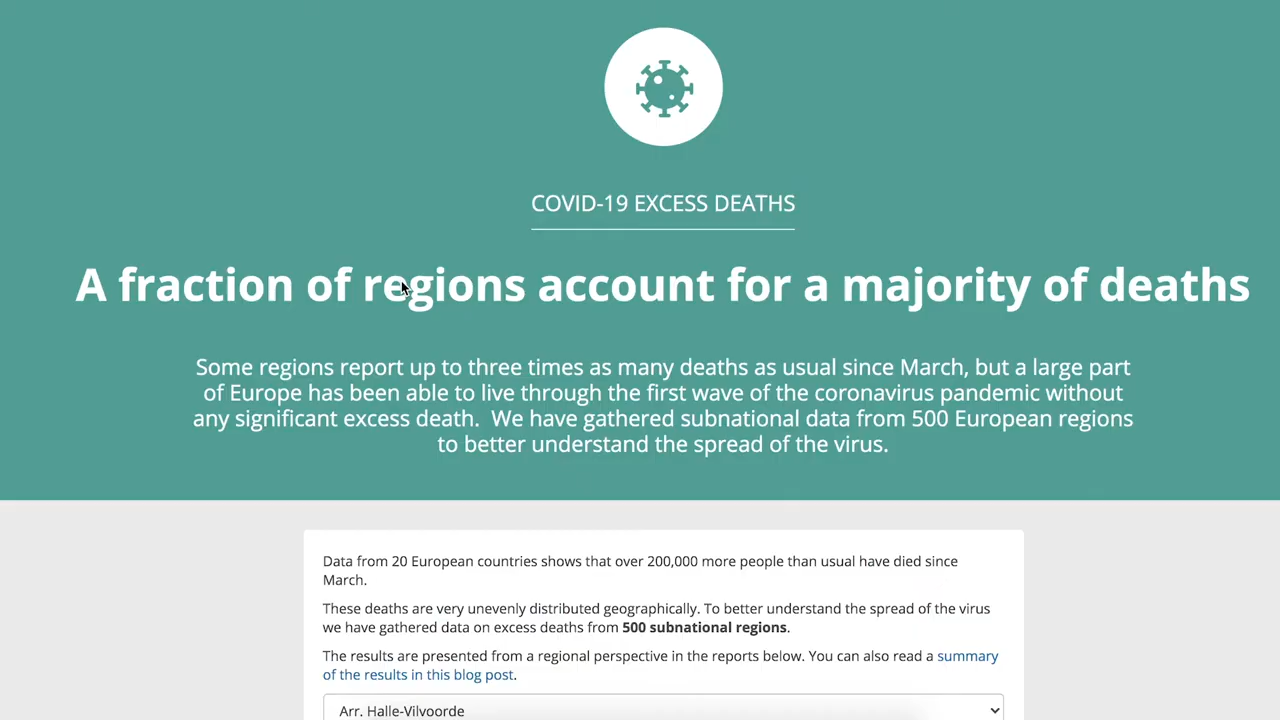 COVID-19 EXCESS DEATHS
A fraction of regions account for a majority of deaths
Some regions report up to three times as many deaths as usual since March, but a large part
of Europe has been able to live through the first wave of the coronavirus pandemic without
any significant excess death.  We have gathered subnational data from 500 European regions
to better understand the spread of the virus.
Data from 20 European countries shows that over 200,000 more people than usual have died since
March.
These deaths are very unevenly distributed geographically. To better understand the spread of the virus
we have gathered data on excess deaths from 500 subnational regions.
The results are presented from a regional perspective in the reports below. You can also read a summary
of the results in this blog post.
Arr. Halle-Vilvoorde